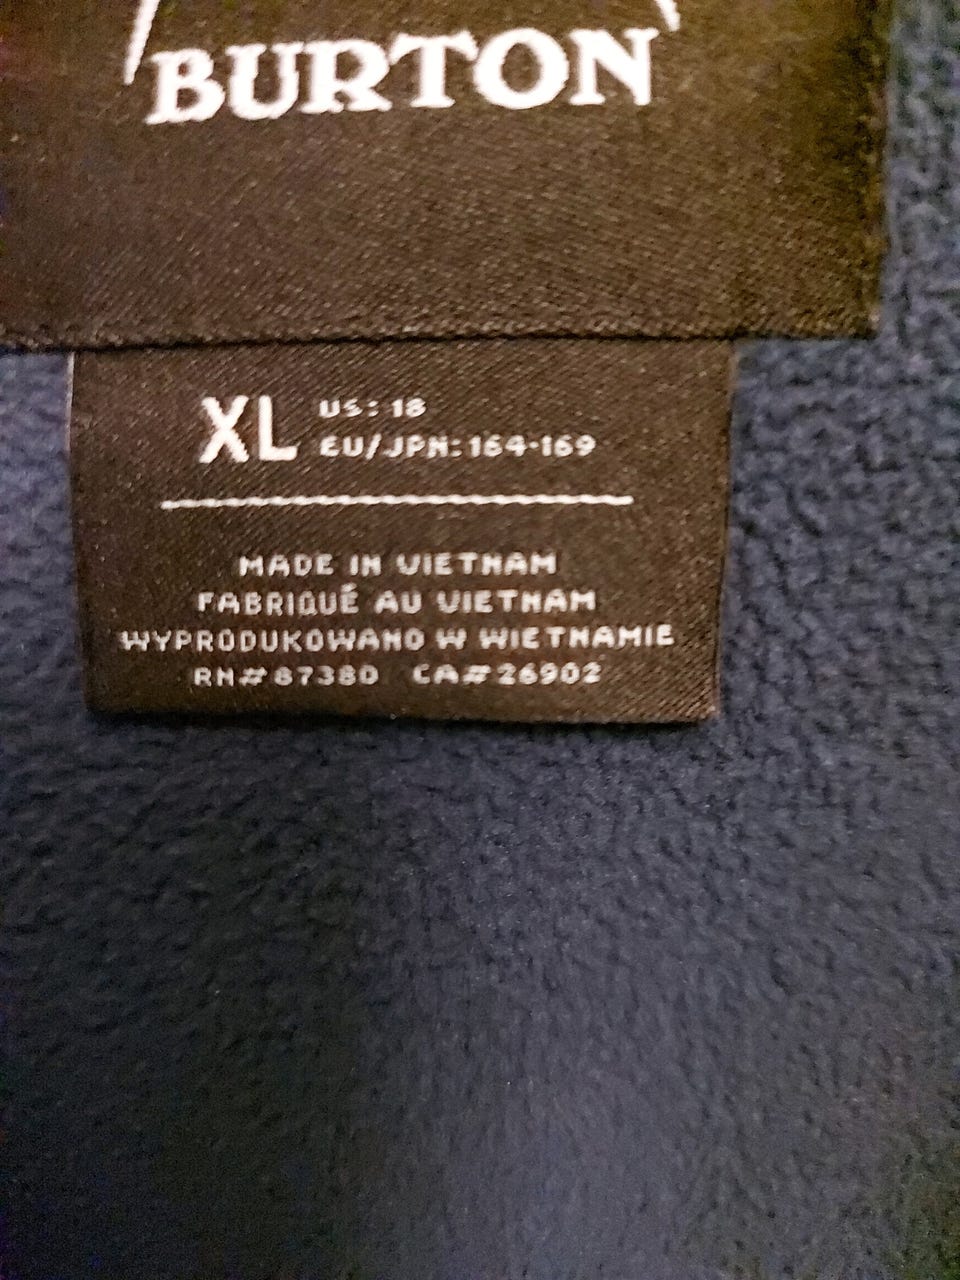 BURTON
XL US: 18
EU/JPN: 164-169
MADE IN VIETNAM
FABRIQUÉ AU VIETNAM
WYPRODUKOWANO W WIETNAMIE
RN# 87380 CA# 26902